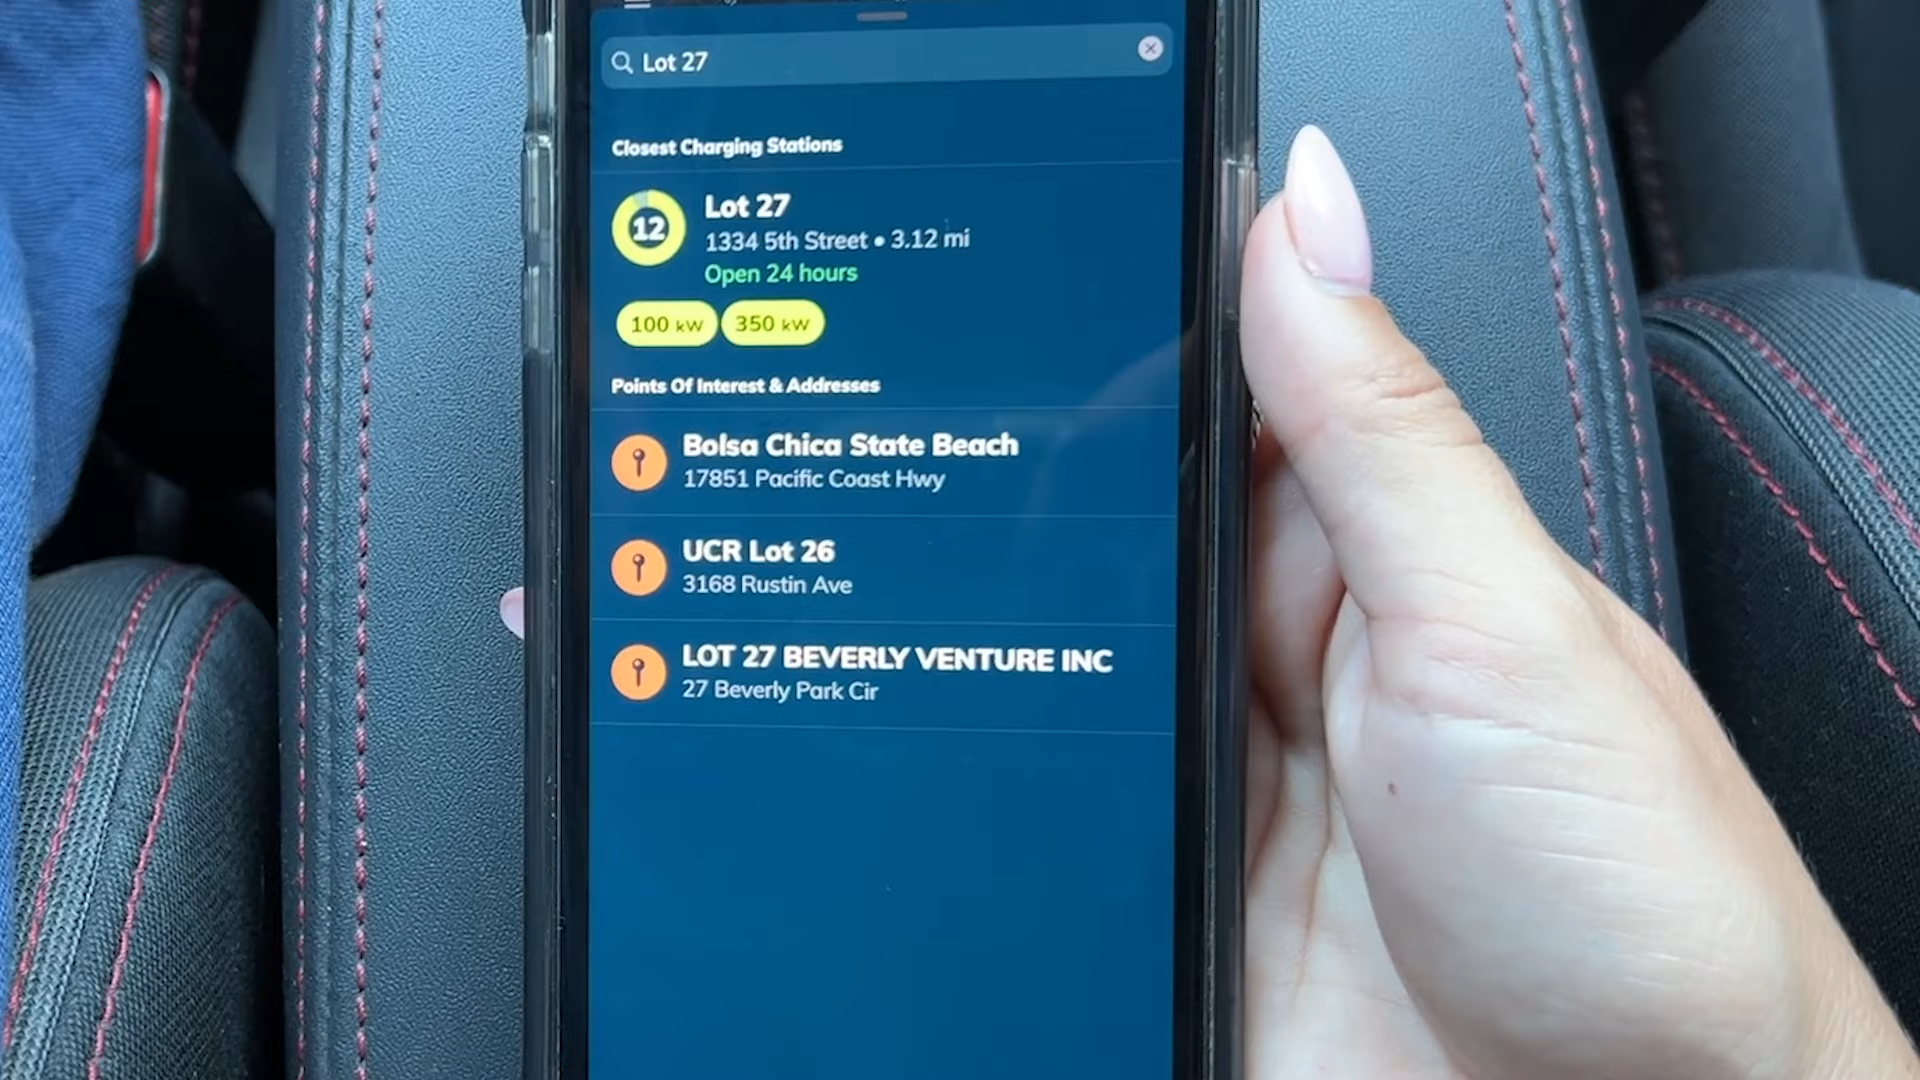 Lot 27
Closest Charging Stations
12
Lot 27
1334 5th Street • 3.12 mi
Open 24 hours
100 kW 350 kW
Points Of Interest & Addresses
Bolsa Chica State Beach
17851 Pacific Coast Hwy
UCR Lot 26
3168 Rustin Ave
LOT 27 BEVERLY VENTURE INC
27 Beverly Park Cir